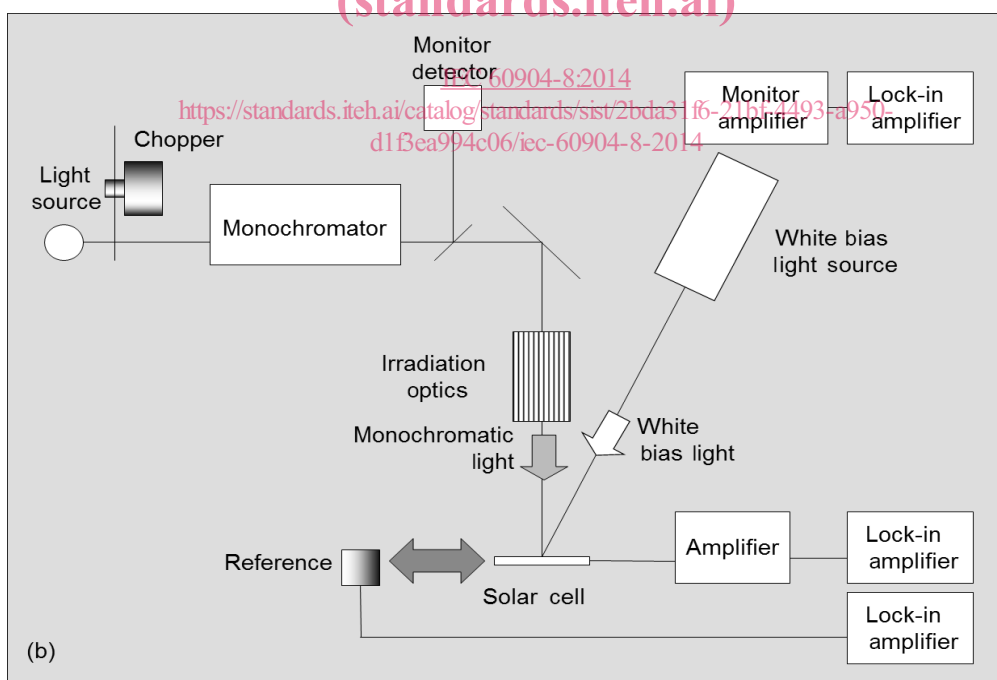 (standards.iteh.ai)
Monitor
detector
IEC 60904-8:2014
https://standards.iteh.ai/catalog/standards/sist/2bda31f6-21bf-4493-a950-
d1f3ea994c06/iec-60904-8-2014
Monitor
amplifier
Lock-in
amplifier
Chopper
Light
source
Monochromator
White bias
light source
Irradiation
optics
Monochromatic
light
White
bias light
Reference
Solar cell
Amplifier
Lock-in
amplifier
Lock-in
amplifier
(b)